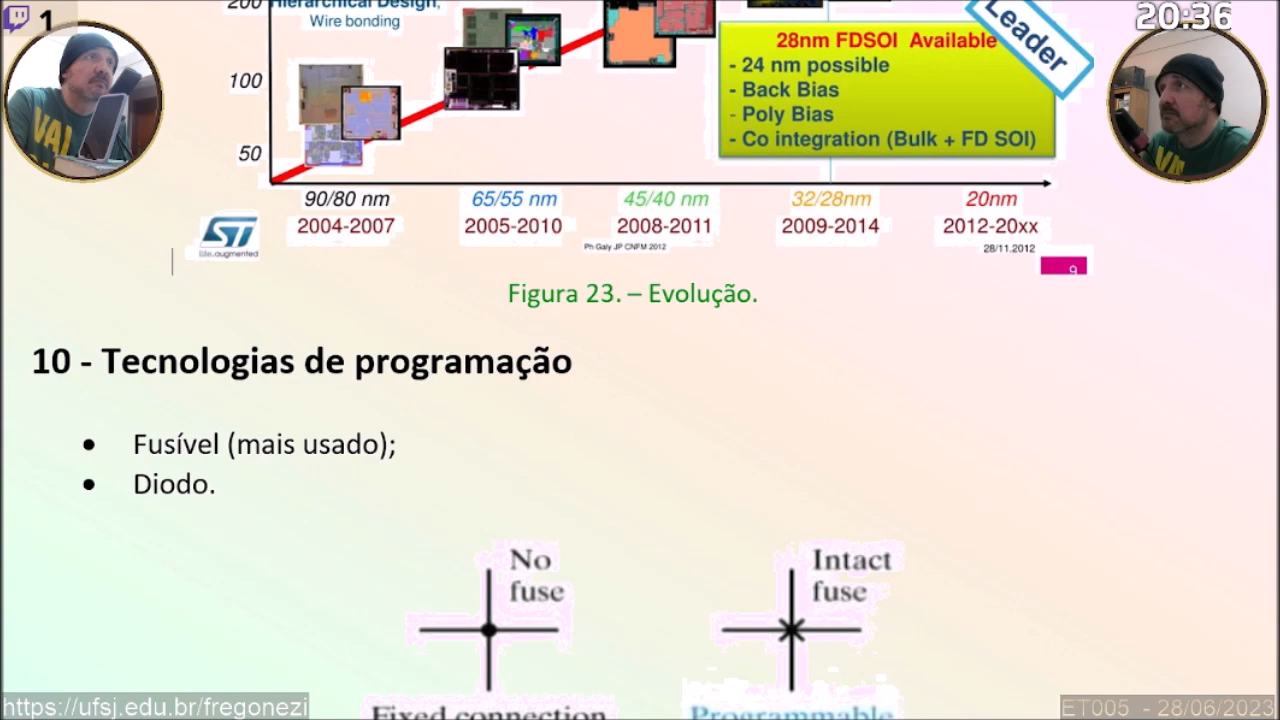 1
20:36
200
Hierarchical Design,
Wire bonding
100
50
Leader
28nm FDSOI Available
- 24 nm possible
- Back Bias
- Poly Bias
- Co integration (Bulk + FD SOI)
90/80 nm
65/55 nm
45/40 nm
32/28nm
20nm
2004-2007
2005-2010
2008-2011
2009-2014
2012-20xx
ST
life.augmented
Ph Galy JP CNFM 2012
28/11.2012
9
Figura 23. – Evolução.
10 - Tecnologias de programação
• Fusível (mais usado);
• Diodo.
No
fuse
Intact
fuse
Fixed connection
Programmable
https://ufsj.edu.br/fregonezi
ET005 - 28/06/2023